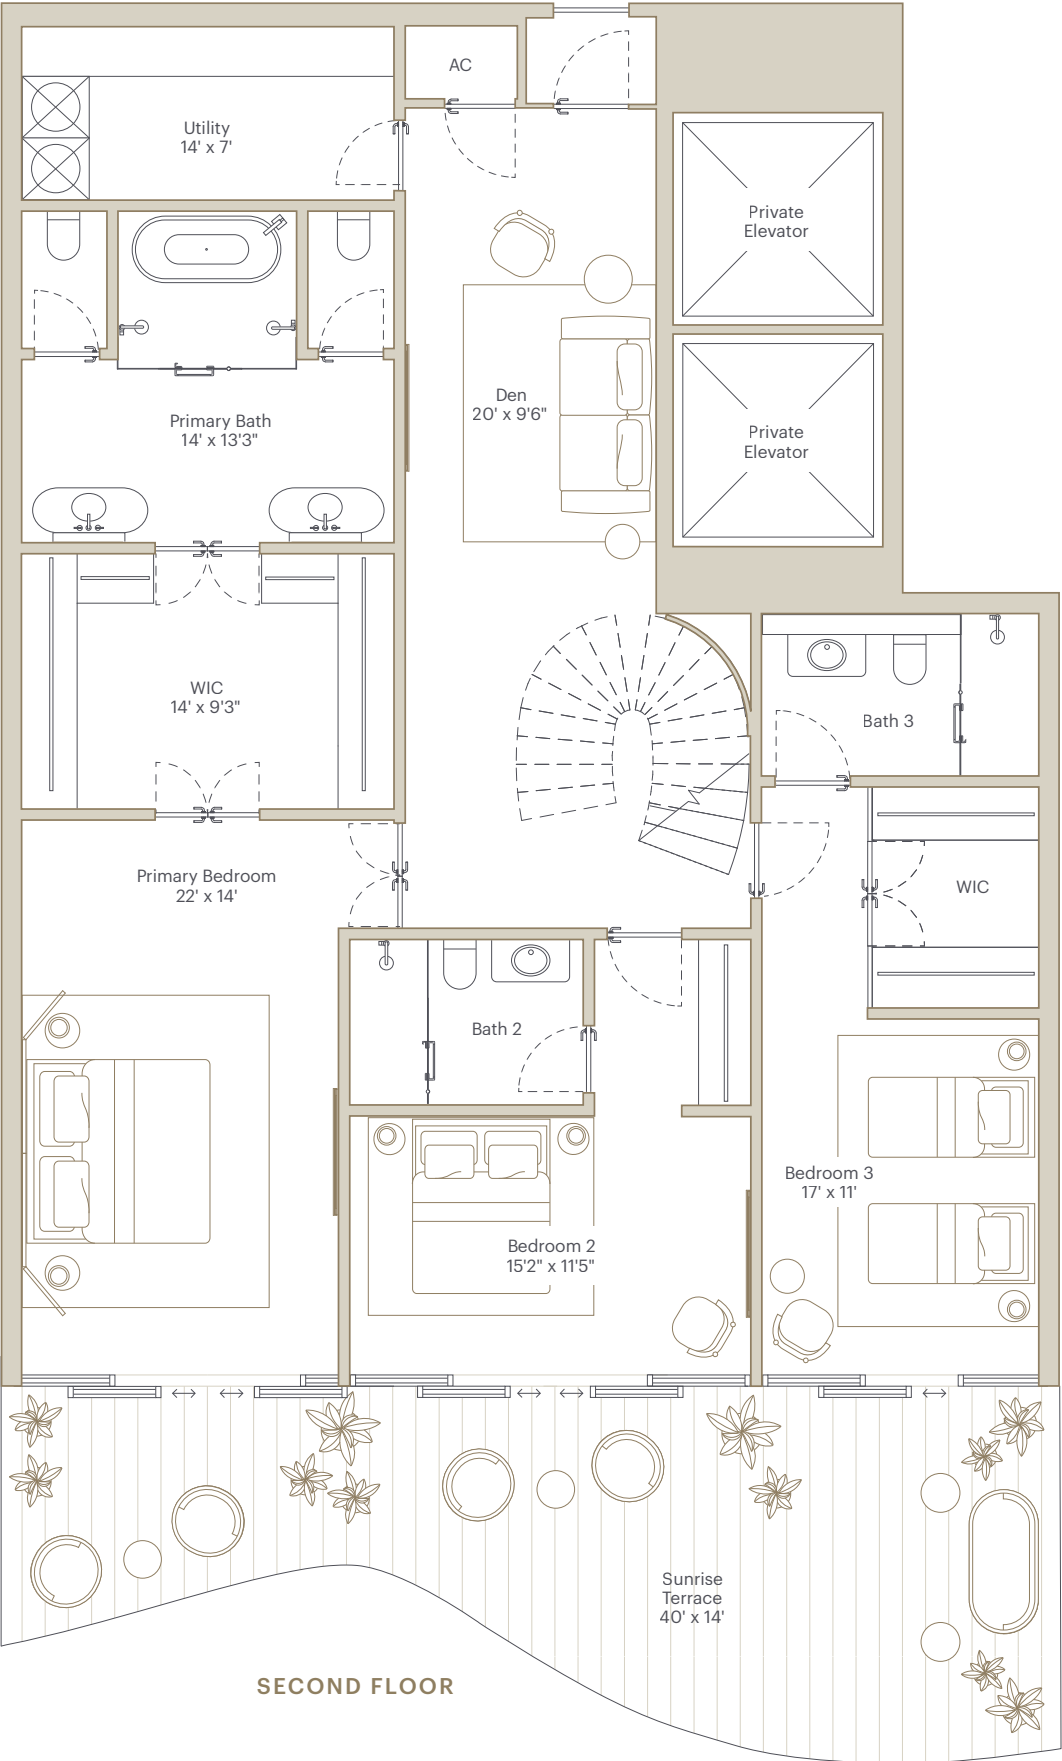 AC
Utility
14' x 7'
Private
Elevator
Den
20' x 9'6"
Primary Bath
14' x 13'3"
Private
Elevator
WIC
14' x 9'3"
Bath 3
Primary Bedroom
22' x 14'
WIC
Bath 2
Bedroom 3
17' x 11'
Bedroom 2
15'2" x 11'5"
Sunrise
Terrace
40' x 14'
SECOND FLOOR